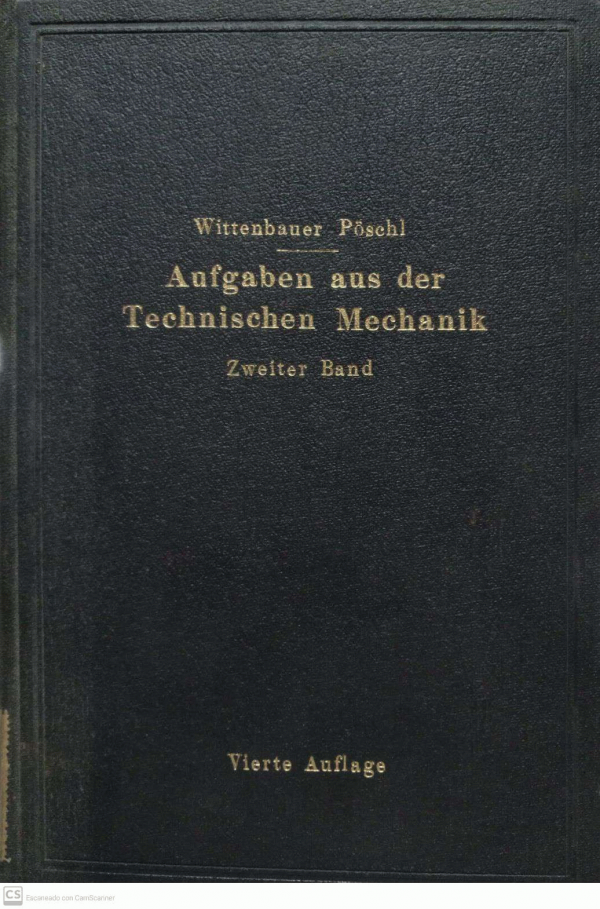 Wittenbauer Pöschl
Aufgaben aus der
Technischen Mechanik
Zweiter Band
Vierte Auflage
CS Escaneado con CamScanner